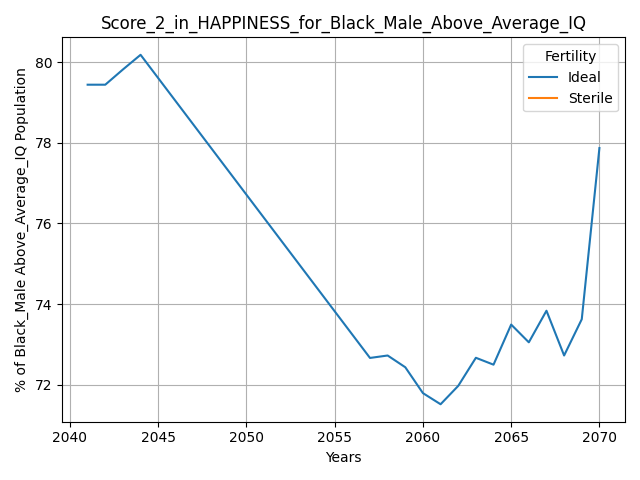 Score_2_in_HAPPINESS_for_Black_Male_Above_Average_IQ
Fertility
Ideal
Sterile
% of Black_Male Above_Average_IQ Population
80
78
76
74
72
2040 2045 2050 2055 2060 2065 2070
Years